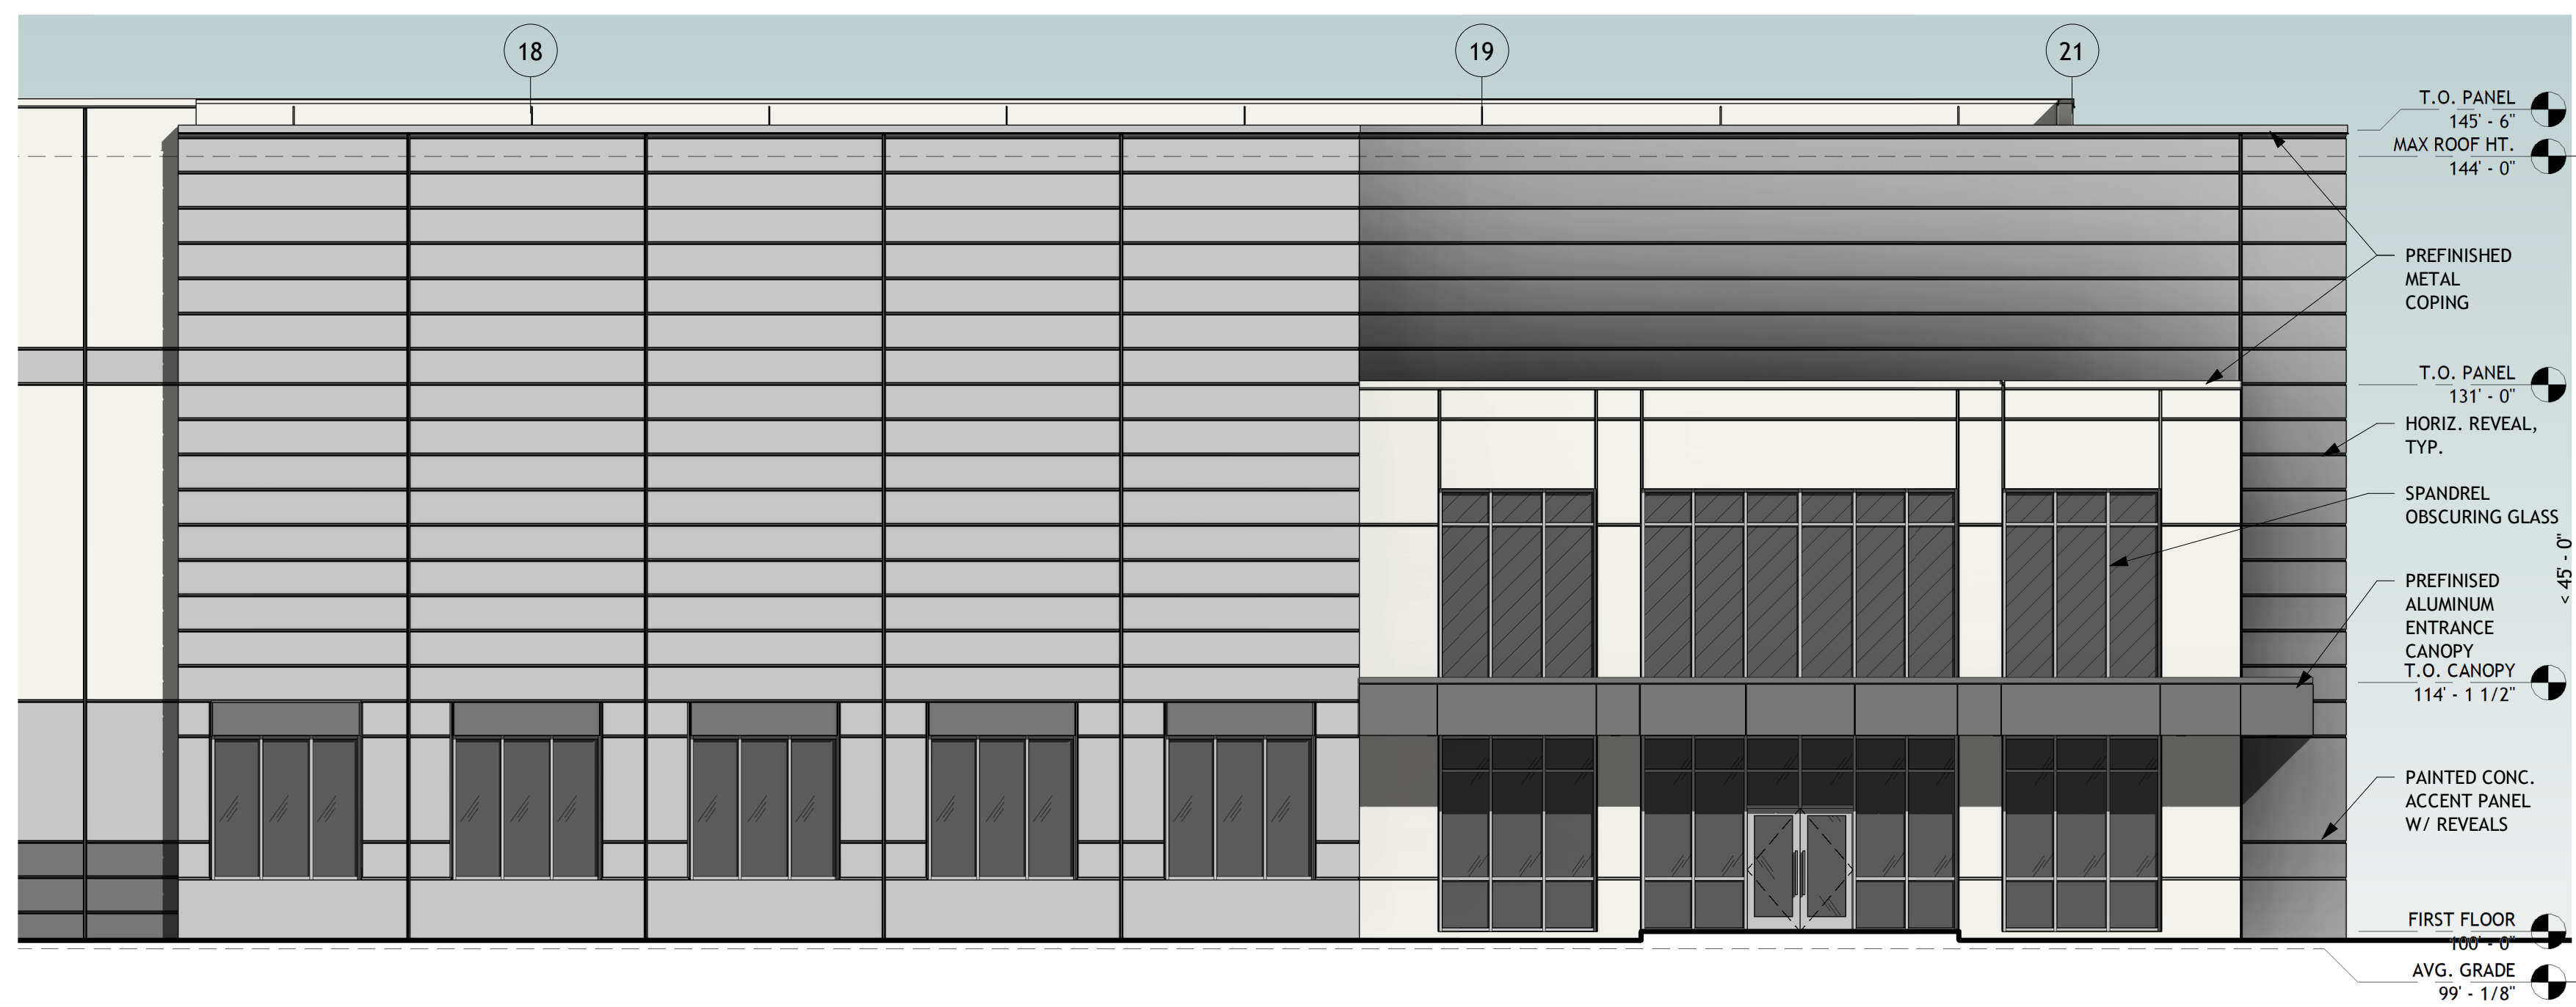 18
19
21
T.O. PANEL
145' - 6"
MAX ROOF HT.
144' - 0"
PREFINISHED
METAL
COPING
T.O. PANEL
131' - 0"
HORIZ. REVEAL,
TYP.
SPANDREL
OBSCURING GLASS
< 45' - 0"
PREFINISED
ALUMINUM
ENTRANCE
CANOPY
T.O. CANOPY
114' - 1 1/2"
PAINTED CONC.
ACCENT PANEL
W/ REVEALS
FIRST FLOOR
100' - 0"
AVG. GRADE
99' - 1/8"